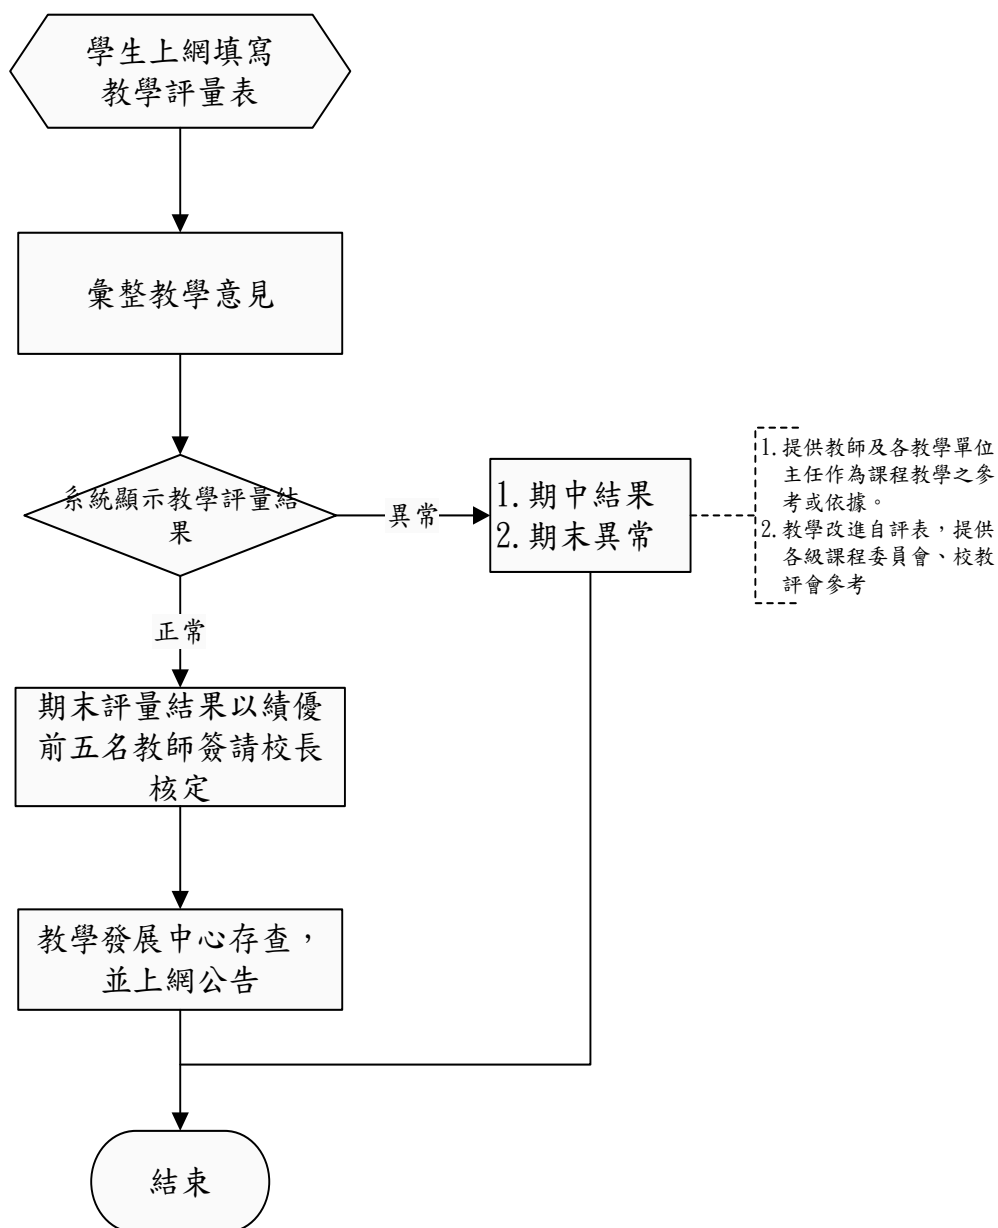 學生上網填寫
教學評量表
彙整教學意見
系統顯示教學評量結
果
異常
1.期中結果
2.期末異常
1.提供教師及各教學單位
主任作為課程教學之參
考或依據。
2.教學改進自評表，提供
各級課程委員會、校教
評會參考
正常
期末評量結果以績優
前五名教師簽請校長
核定
教學發展中心存查，
並上網公告
結束